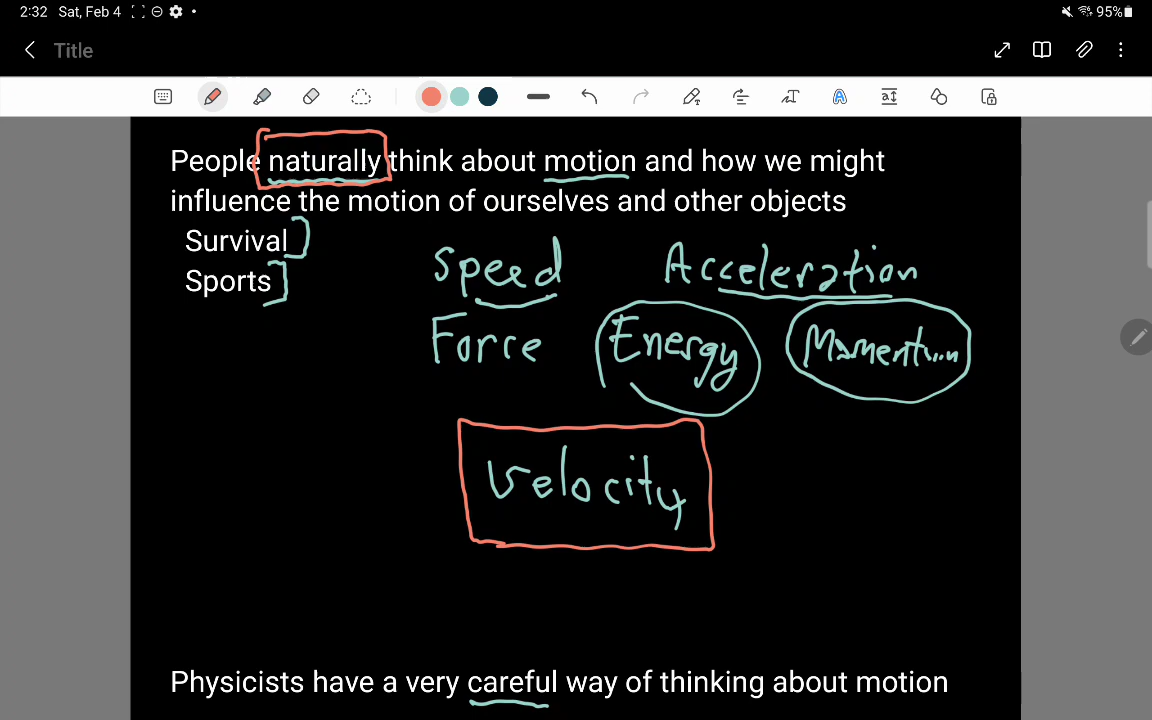 2:32 Sat, Feb 4 95%
Title
People naturally think about motion and how we might
influence the motion of ourselves and other objects
Survival
Sports
Speed Acceleration
Force Energy Momentum
Velocity
Physicists have a very careful way of thinking about motion